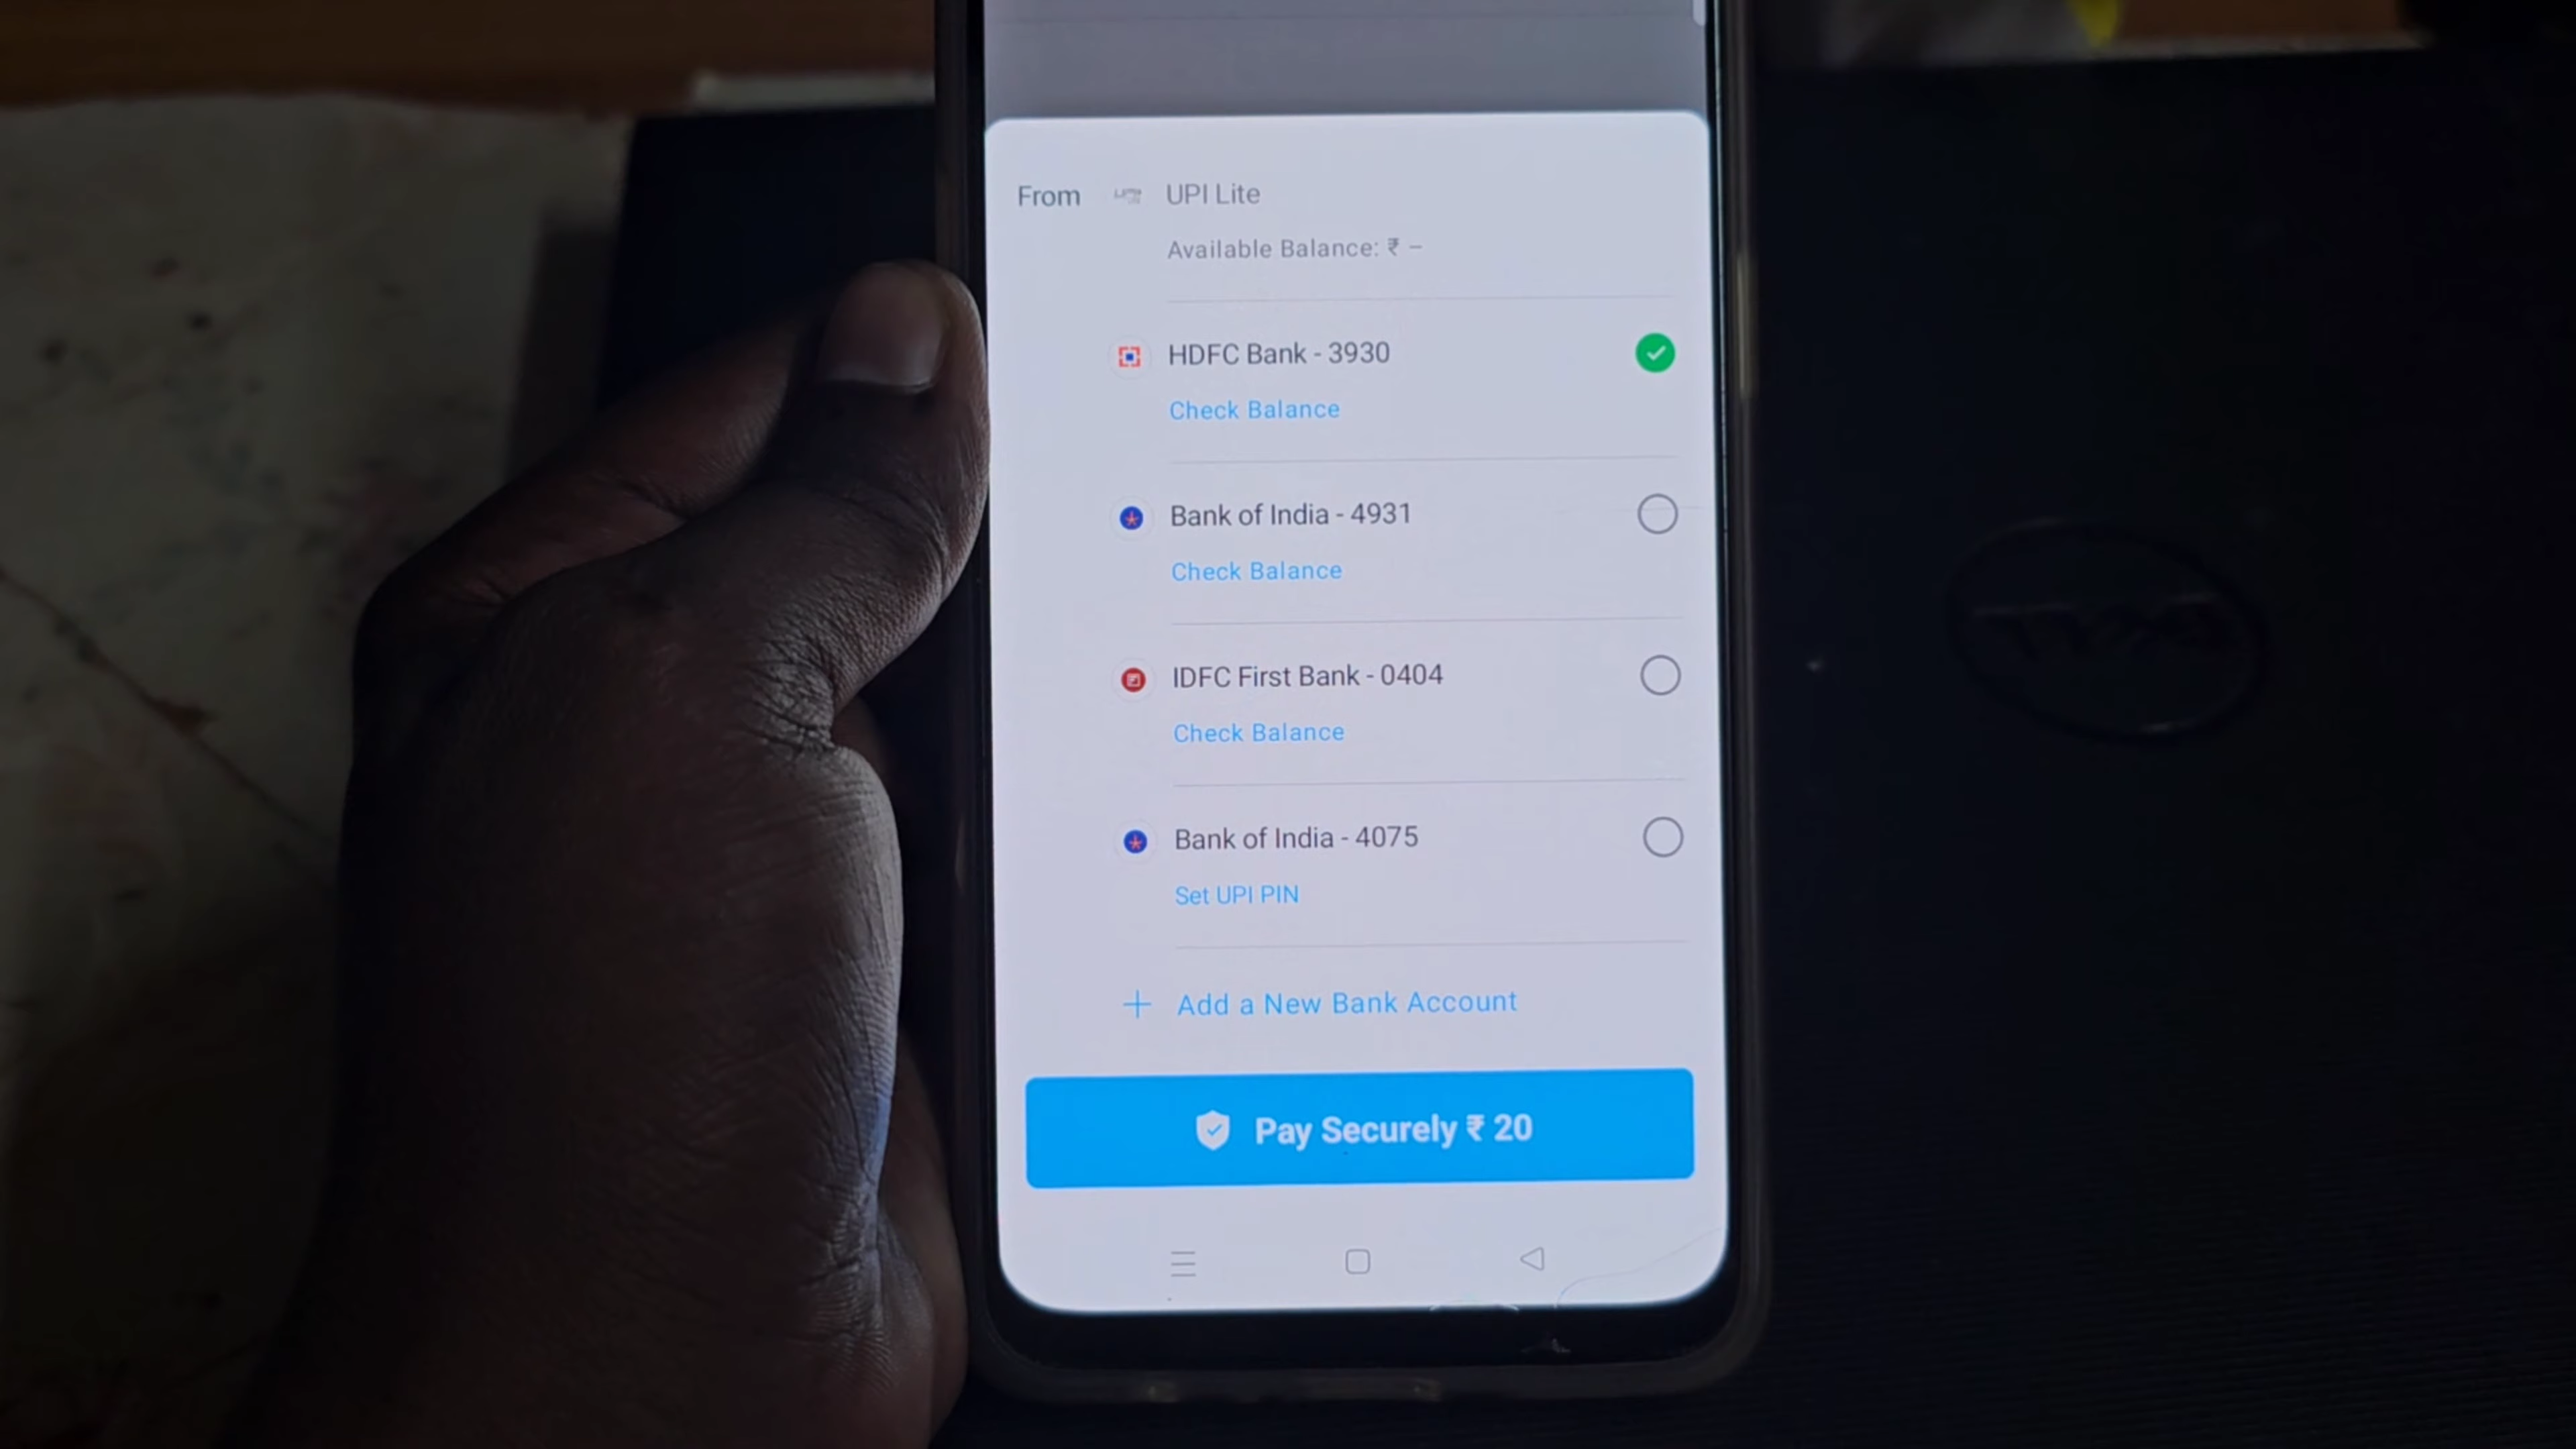 From UPI Lite
Available Balance: ₹ –
HDFC Bank - 3930
Check Balance
Bank of India - 4931
Check Balance
IDFC First Bank - 0404
Check Balance
Bank of India - 4075
Set UPI PIN
+ Add a New Bank Account
Pay Securely ₹ 20